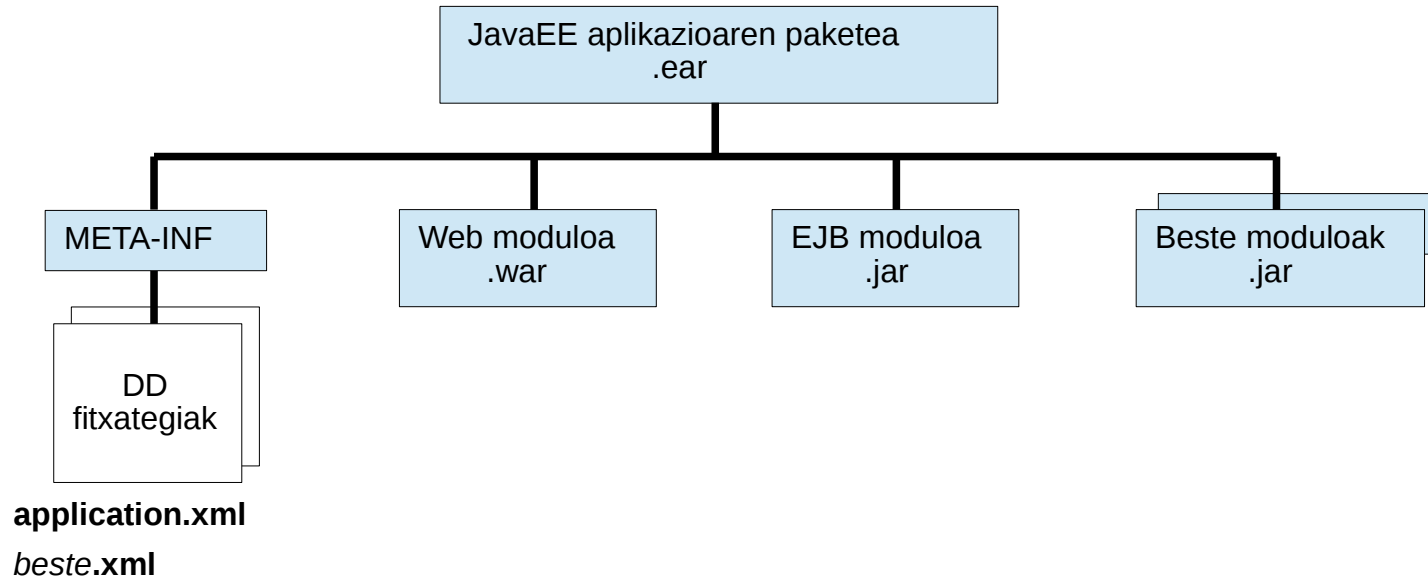 JavaEE aplikazioaren paketea
.ear
META-INF
Web moduloa
.war
EJB moduloa
.jar
Beste moduloak
.jar
DD
fitxategiak
application.xml
beste.xml